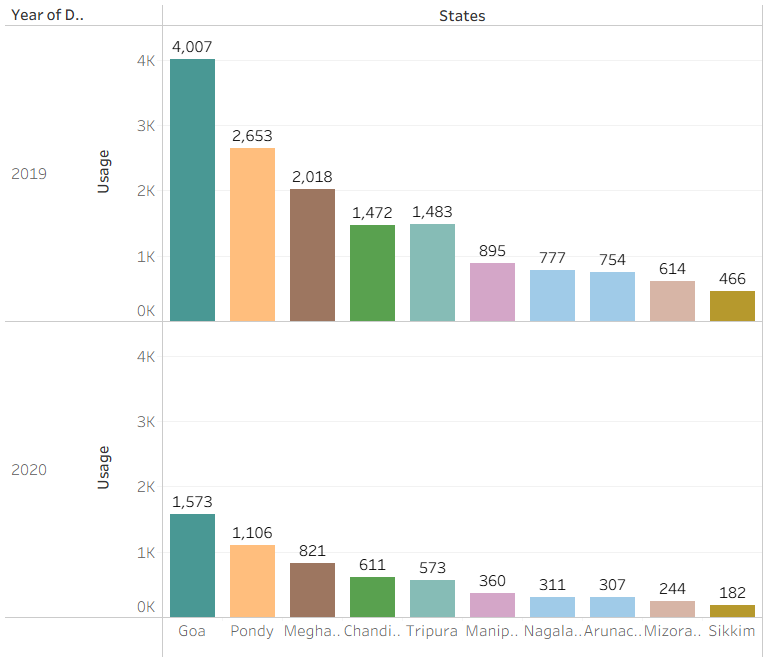 Year of D.. States
4,007
4K
3K
2,653
2,018
2K
1,472 1,483
1K
895 777 754 614 466
0K
Usage
2019
4K
3K
2K
1,573
1,106
1K
821 611 573 360 311 307 244 182
0K
Usage
2020
Goa Pondy Megha.. Chandi.. Tripura Manip.. Nagala.. Arunac.. Mizora.. Sikkim